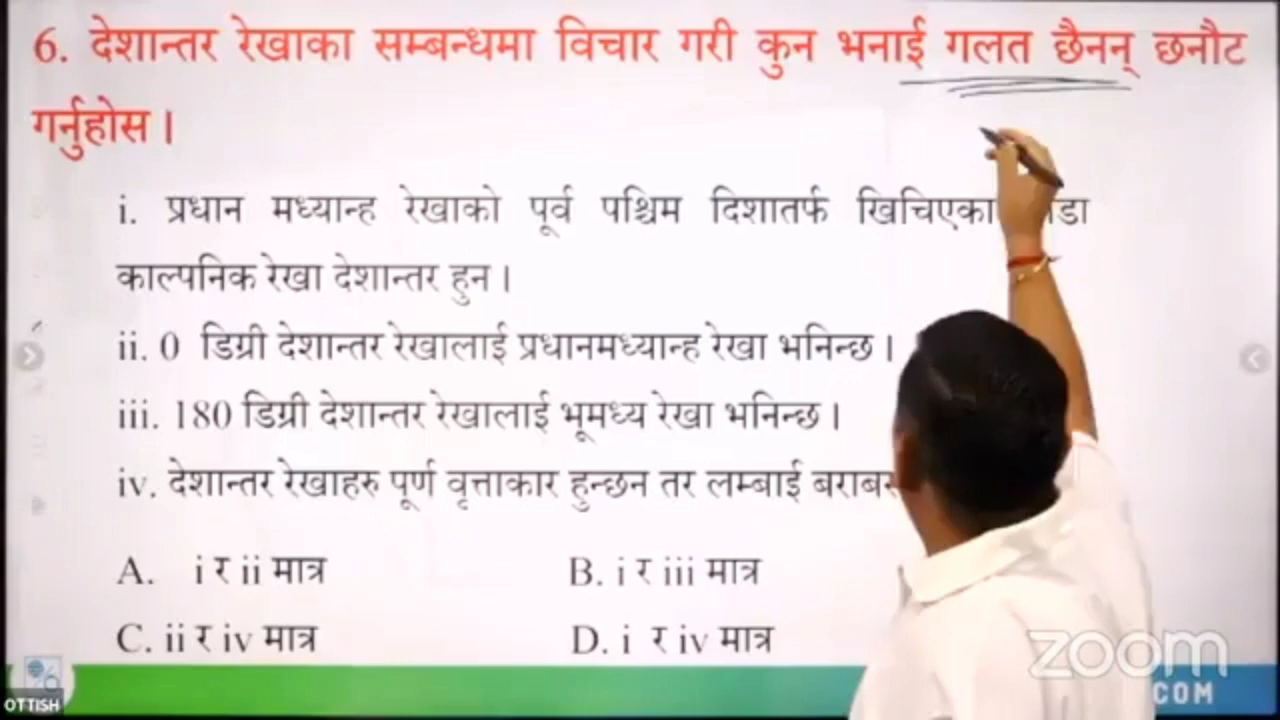 6. देशान्तर रेखाका सम्बन्धमा विचार गरी कुन भनाई गलत छैनन् छनौट
गर्नुहोस ।
i. प्रधान मध्यान्ह रेखाको पूर्व पश्चिम दिशातर्फ
काल्पनिक रेखा देशान्तर हुन ।
ii. 0 डिग्री देशान्तर रेखालाई प्रधानमध्यान्ह रेखा भनिन्छ ।
iii. 180 डिग्री देशान्तर रेखालाई भूमध्य रेखा भनिन्छ ।
iv. देशान्तर रेखाहरु पूर्ण वृत्ताकार हुन्छन तर लम्बाई
A. i र ii मात्र
B. i र iii मात्र
C. ii र iv मात्र
D. i र iv मात्र
zoom
COM
OTTISH